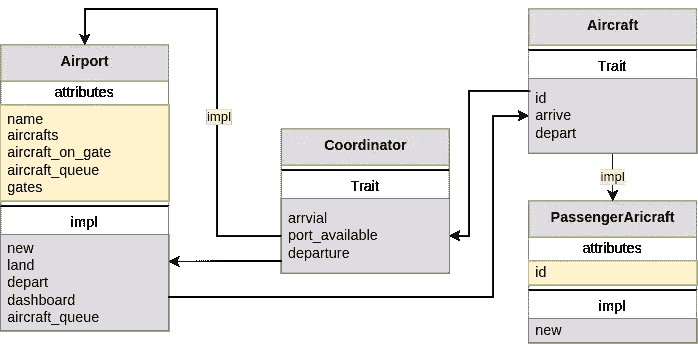 Airport
attributes
name
aircrafts
aircraft_on_gate
aircraft_queue
gates
impl
new
land
depart
dashboard
aircraft_queue
impl
Coordinator
Trait
arrvial
port_available
departure
Aircraft
Trait
id
arrive
depart
impl
PassengerAricraft
attributes
id
impl
new